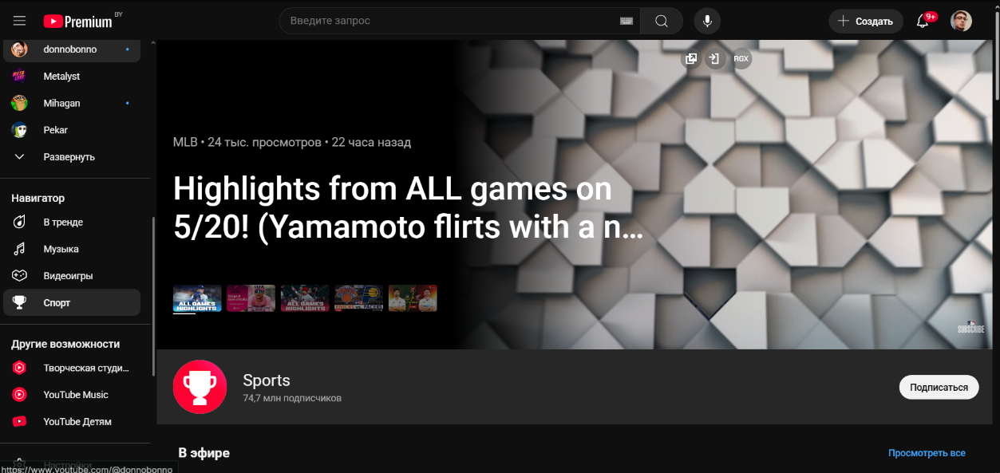 Premium BY
Введите запрос
Создать
9+
donnobonno
Metalyst
Mihagan
Pekar
Развернуть
Навигатор
В тренде
Музыка
Видеоигры
Спорт
Другие возможности
Творческая студи...
YouTube Music
YouTube Детям
Настройки
https://www.youtube.com/@donnobonno
RGX
MLB • 24 тыс. просмотров • 22 часа назад
Highlights from ALL games on
5/20! (Yamamoto flirts with a n...
ALL GAMES
HIGHLIGHTS
ALL GAMES
HIGHLIGHTS
KNICKS vs. PACERS
SUBSCRIBE
Sports
74,7 млн подписчиков
Подписаться
В эфире
Просмотреть все